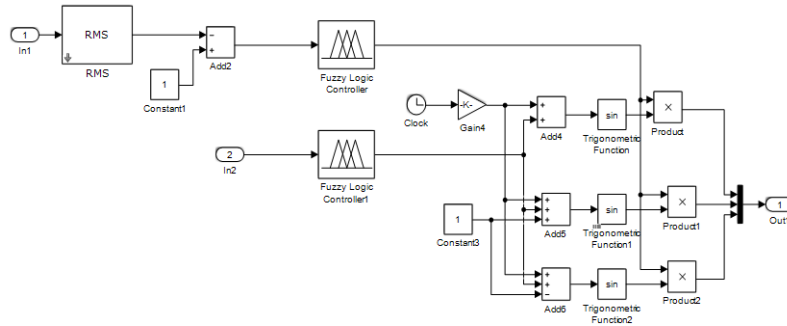 1
In1
RMS
RMS
1
Constant1
Add2
Fuzzy Logic
Controller
Clock
-K-
Gain4
Add4
sin
Trigonometric
Function
×
Product
2
In2
Fuzzy Logic
Controller1
1
Constant3
Add5
sin
Trigonometric
Function1
×
Product1
1
Out1
Add6
sin
Trigonometric
Function2
×
Product2